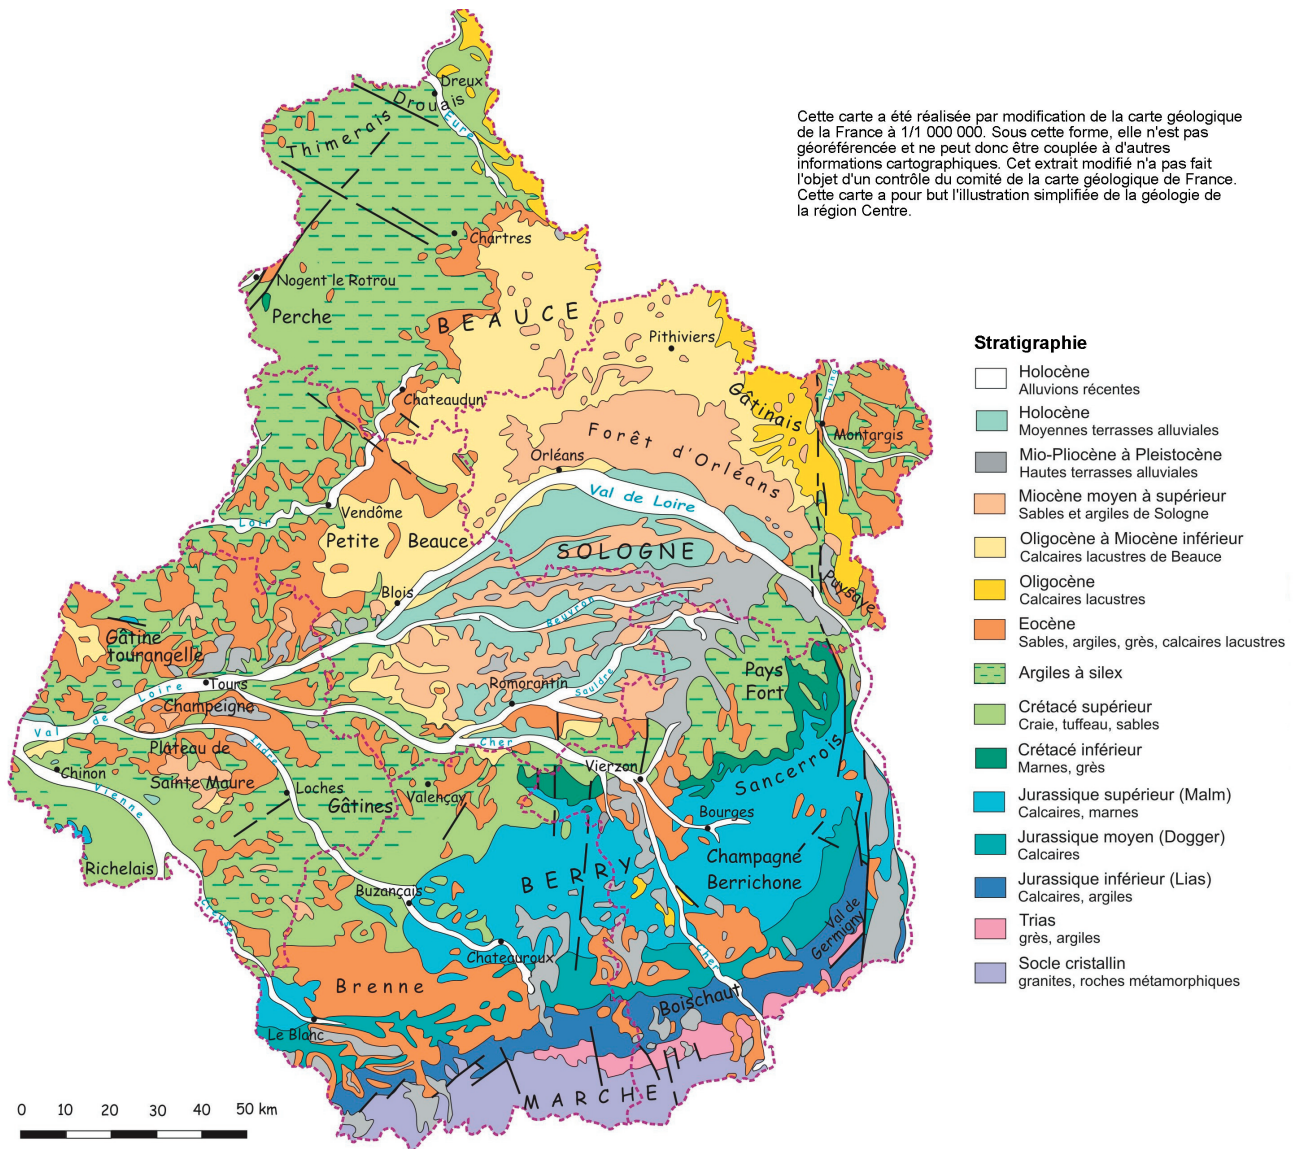 Cette carte a été réalisée par modification de la carte géologique
de la France à 1/1 000 000. Sous cette forme, elle n'est pas
géoréférencée et ne peut donc être couplée à d'autres
informations cartographiques. Cet extrait modifié n'a pas fait
l'objet d'un contrôle du comité de la carte géologique de France.
Cette carte a pour but l'illustration simplifiée de la géologie de
la région Centre.
Dreux
Drouais
Eure
Thimerais
Chartres
Nogent le Rotrou
Perche
BEAUCE
Pithiviers
Loing
Gâtinais
Chateaudun
Montargis
Forêt d'Orléans
Orléans
Val de Loire
Loir
Vendôme
Petite Beauce
SOLOGNE
Puysaye
Blois
Beuvron
Gâtine
tourangelle
Pays
Fort
Tours
Romorantin
Sauldre
Val de Loire
Champeigne
Cher
Indre
Plateau de
Sainte Maure
Chinon
Vienne
Loches
Gâtines
Valençay
Vierzon
Sancerrois
Bourges
Champagne
Berrichone
Richelais
BERRY
Buzançais
Creuse
Val de
Germigny
Chateauroux
Cher
Brenne
Boischaut
Le Blanc
MARCHE
0 10 20 30 40 50 km
Stratigraphie
Holocène
Alluvions récentes
Holocène
Moyennes terrasses alluviales
Mio-Pliocène à Pleistocène
Hautes terrasses alluviales
Miocène moyen à supérieur
Sables et argiles de Sologne
Oligocène à Miocène inférieur
Calcaires lacustres de Beauce
Oligocène
Calcaires lacustres
Eocène
Sables, argiles, grès, calcaires lacustres
Argiles à silex
Crétacé supérieur
Craie, tuffeau, sables
Crétacé inférieur
Marnes, grès
Jurassique supérieur (Malm)
Calcaires, marnes
Jurassique moyen (Dogger)
Calcaires
Jurassique inférieur (Lias)
Calcaires, argiles
Trias
grès, argiles
Socle cristallin
granites, roches métamorphiques